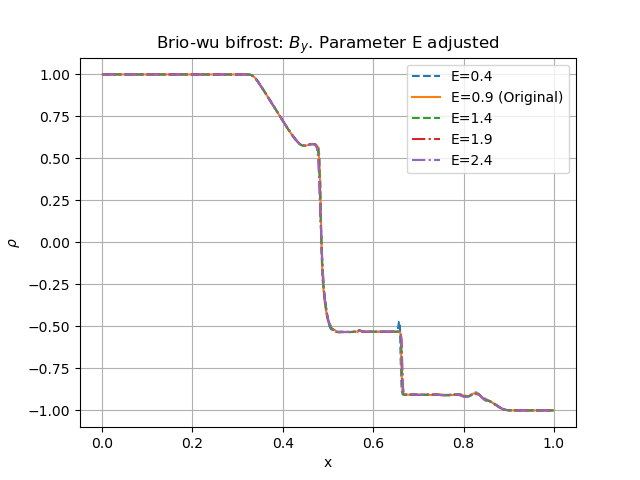 Brio-wu bifrost: $B_y$. Parameter E adjusted
E=0.4
E=0.9 (Original)
E=1.4
E=1.9
E=2.4
1.00
0.75
0.50
0.25
0.00
−0.25
−0.50
−0.75
−1.00
ρ
0.0 0.2 0.4 0.6 0.8 1.0
x